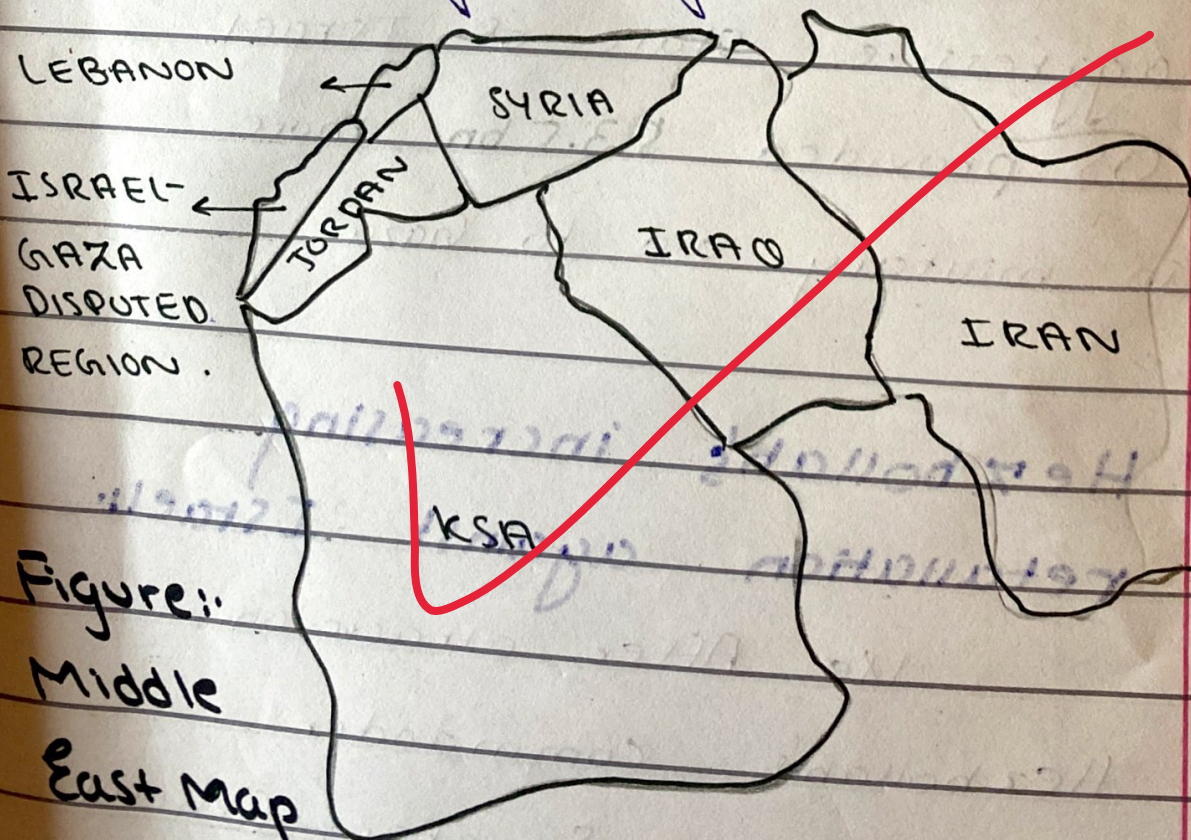 LEBANON
SYRIA
ISRAEL-
GAZA
DISPUTED
REGION.
JORDAN
IRAQ
IRAN
KSA
Figure:
Middle
East Map